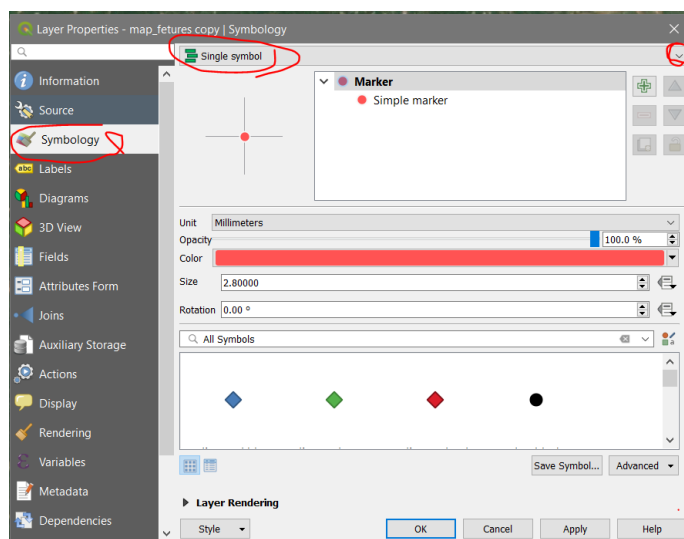 Layer Properties - map_fetures copy | Symbology
Single symbol
Information
Source
Symbology
abc Labels
Diagrams
3D View
Fields
Attributes Form
Joins
Auxiliary Storage
Actions
Display
Rendering
Variables
Metadata
Dependencies
Marker
Simple marker
Unit Millimeters
Opacity 100.0 %
Color
Size 2.80000
Rotation 0.00 °
All Symbols
Save Symbol... Advanced
Layer Rendering
Style OK Cancel Apply Help